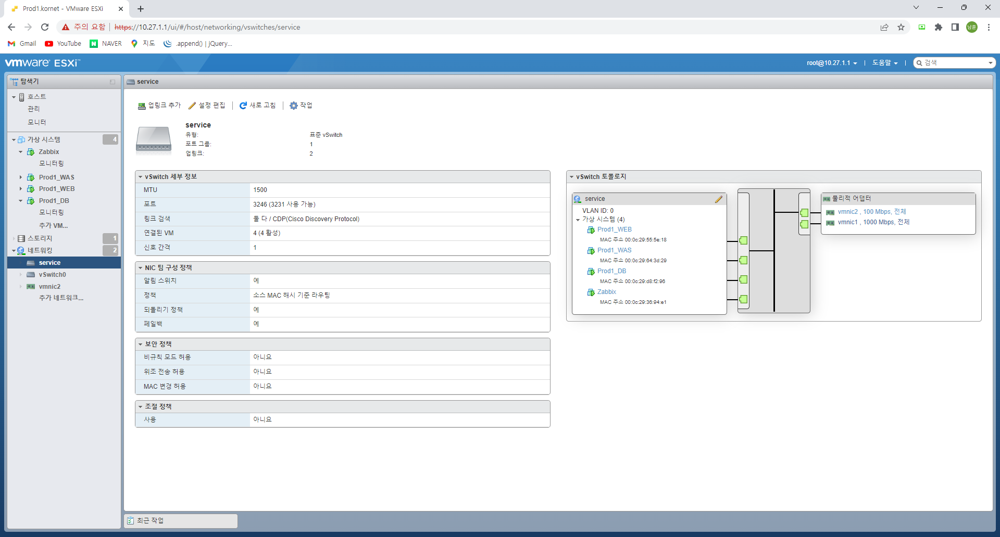 Prod1.kornet - VMware ESXi
주의 요함 | https://10.27.1.1/ui/#/host/networking/vswitches/service
남훈
Gmail YouTube NAVER 지도 .append() | jQuery...
vmware ESXi™
root@10.27.1.1 | 도움말 | 검색
탐색기
호스트
관리
모니터
가상 시스템 4
Zabbix
모니터링
Prod1_WAS
Prod1_WEB
Prod1_DB
모니터링
추가 VM...
스토리지 1
네트워킹 2
service
vSwitch0
vmnic2
추가 네트워크...
service
업링크 추가 설정 편집 새로 고침 작업
service
유형: 표준 vSwitch
포트 그룹: 1
업링크: 2
vSwitch 세부 정보
MTU 1500
포트 3246 (3231 사용 가능)
링크 검색 둘 다 / CDP(Cisco Discovery Protocol)
연결된 VM 4 (4 활성)
신호 간격 1
NIC 팀 구성 정책
알림 스위치 예
정책 소스 MAC 해시 기준 라우팅
되돌리기 정책 예
페일백 예
보안 정책
비규칙 모드 허용 아니요
위조 전송 허용 아니요
MAC 변경 허용 아니요
조절 정책
사용 아니요
vSwitch 토폴로지
service
VLAN ID: 0
가상 시스템 (4)
Prod1_WEB
MAC 주소 00:0c:29:55:5e:18
Prod1_WAS
MAC 주소 00:0c:29:64:3d:29
Prod1_DB
MAC 주소 00:0c:29:d8:f2:96
Zabbix
MAC 주소 00:0c:29:36:94:e1
물리적 어댑터
vmnic2 , 100 Mbps, 전체
vmnic1 , 1000 Mbps, 전체
최근 작업